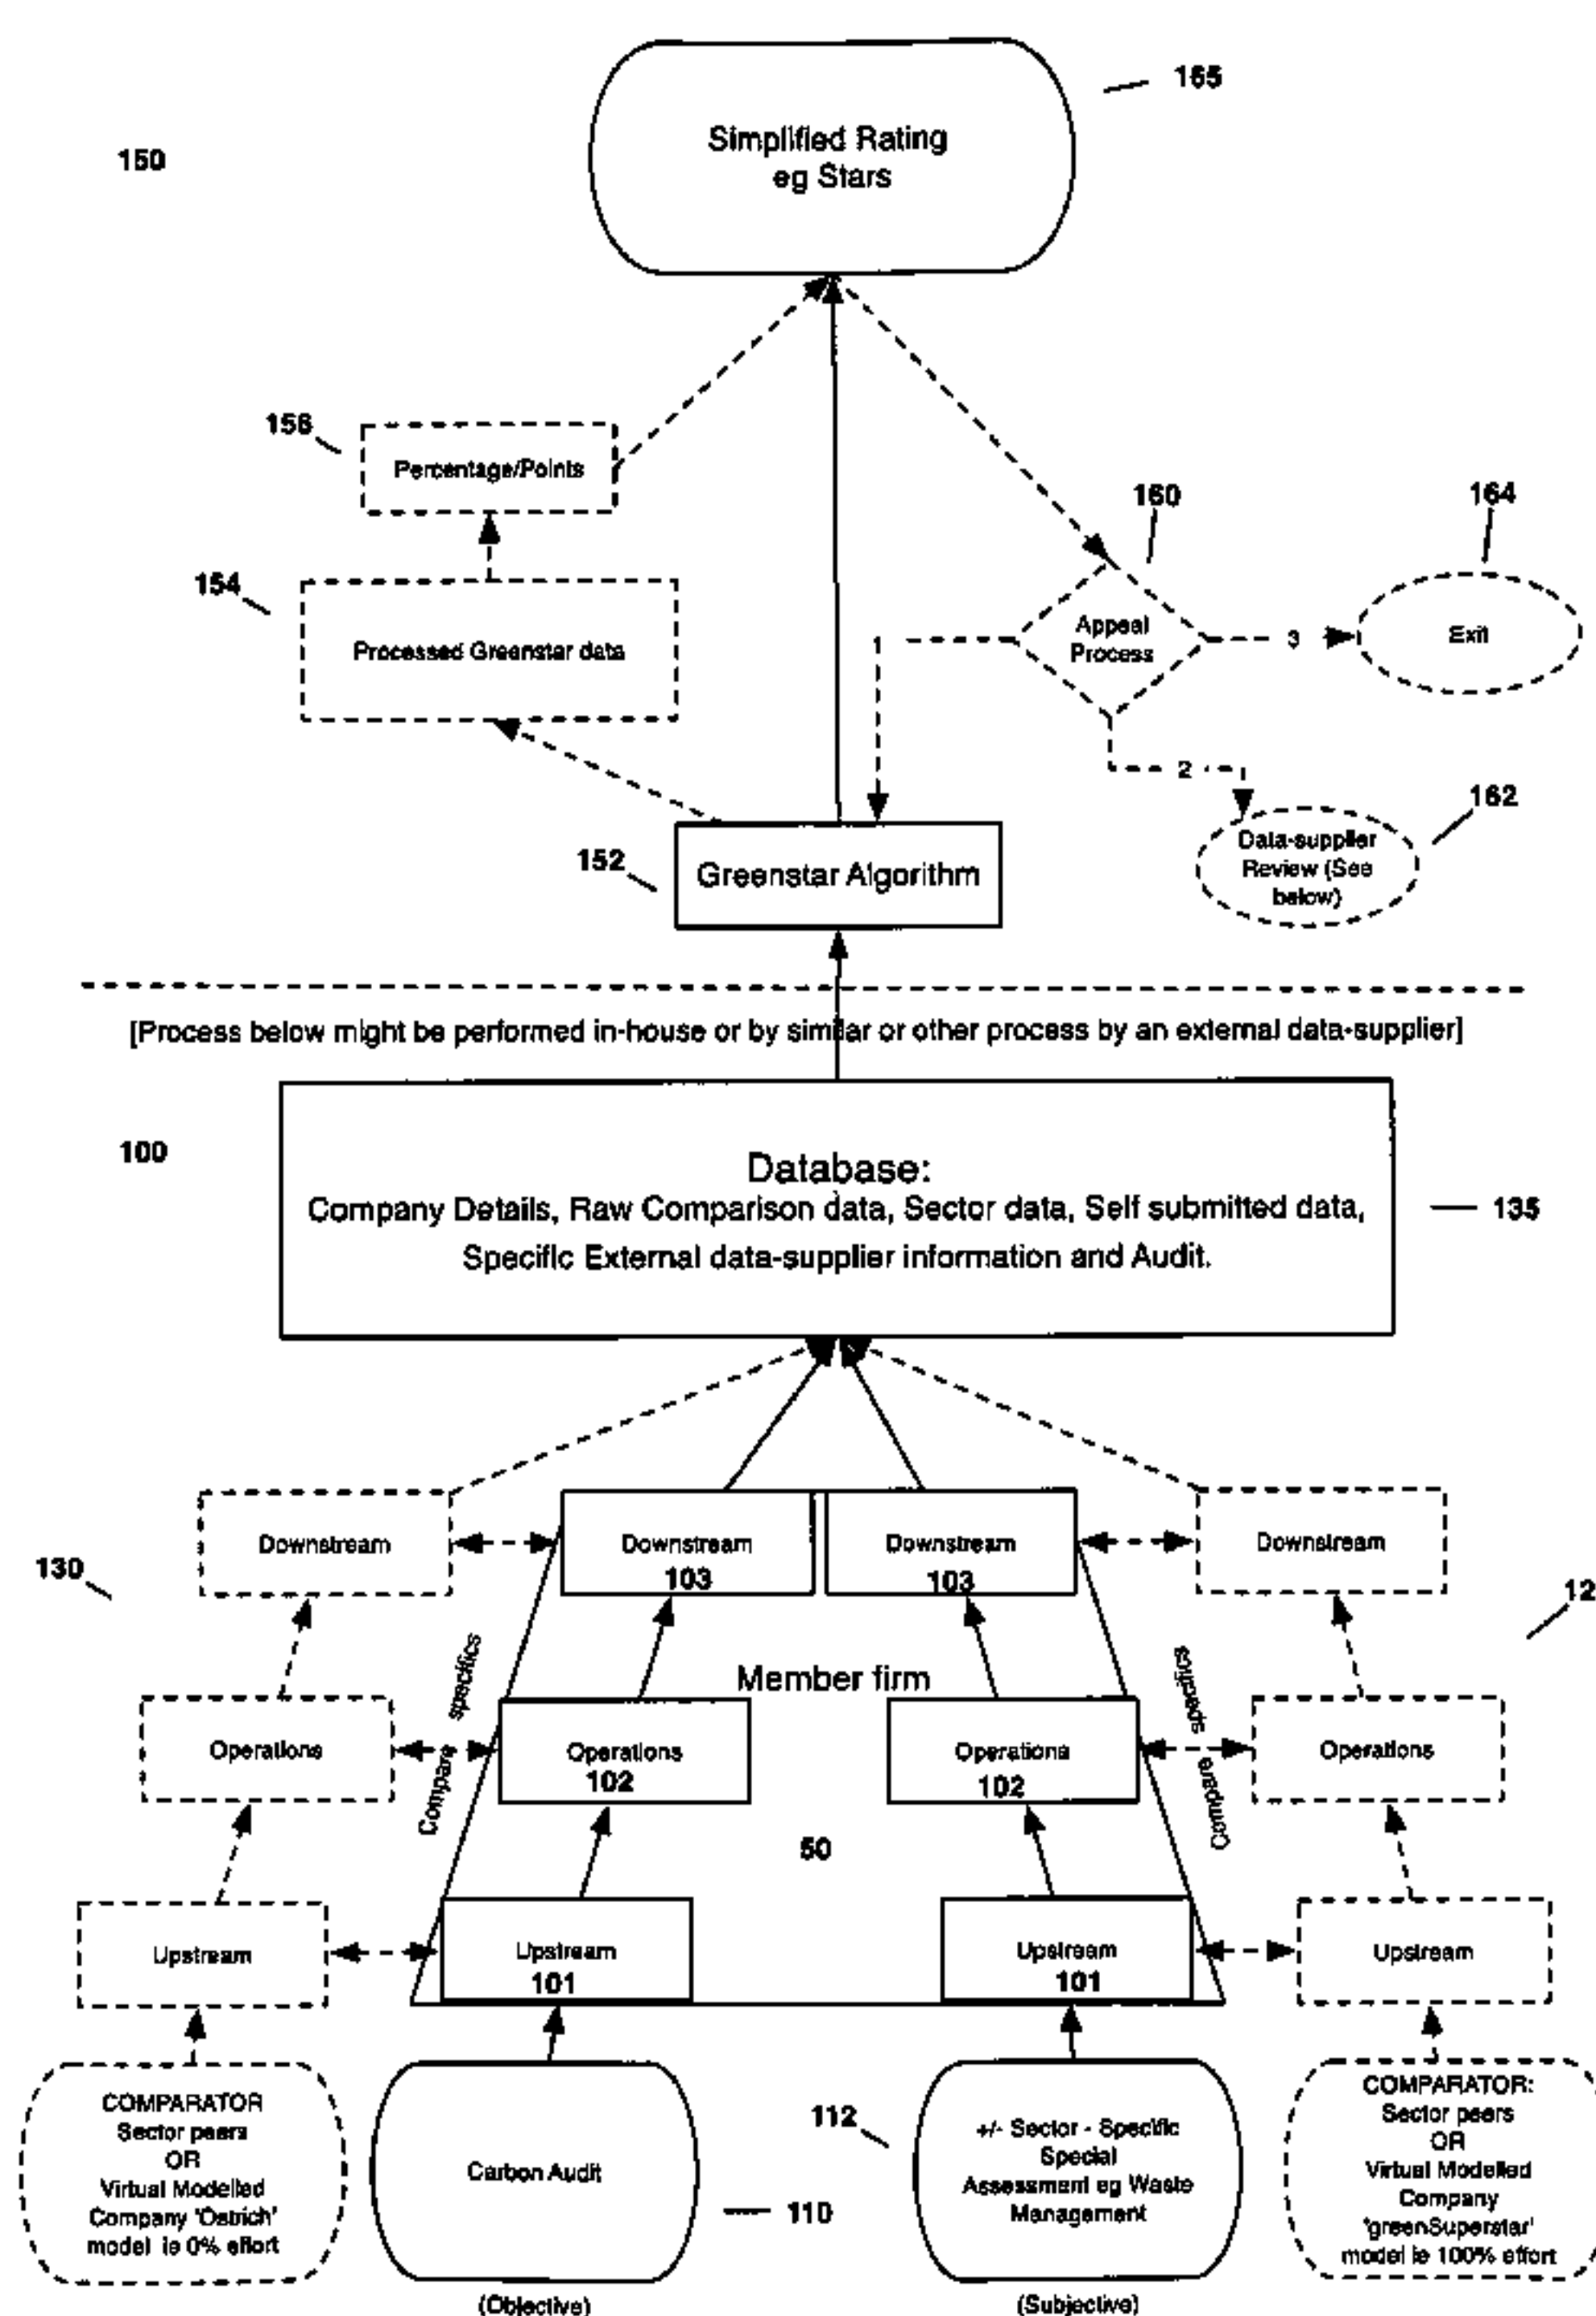 165
Simplified Rating
eg Stars
150
156
Percentage/Points
160
164
154
Processed Greenstar data
Appeal
Process
3
Exit
2
162
Data-supplier
Review (See
below)
152
Greenstar Algorithm
[Process below might be performed in-house or by similar or other process by an external data-supplier]
100
Database:
Company Details, Raw Comparison data, Sector data, Self submitted data,
Specific External data-supplier information and Audit.
135
130
Downstream
Downstream
103
Downstream
103
Downstream
12
Compare specifics
Member firm
Compare specifics
Operations
Operations
102
Operations
102
Operations
50
Upstream
Upstream
101
Upstream
101
Upstream
COMPARATOR
Sector peers
OR
Virtual Modelled
Company 'Ostrich'
model ie 0% effort
Carbon Audit
110
(Objective)
112
+/- Sector - Specific
Special
Assessment eg Waste
Management
(Subjective)
COMPARATOR:
Sector peers
OR
Virtual Modelled
Company
'greenSuperstar'
model ie 100% effort